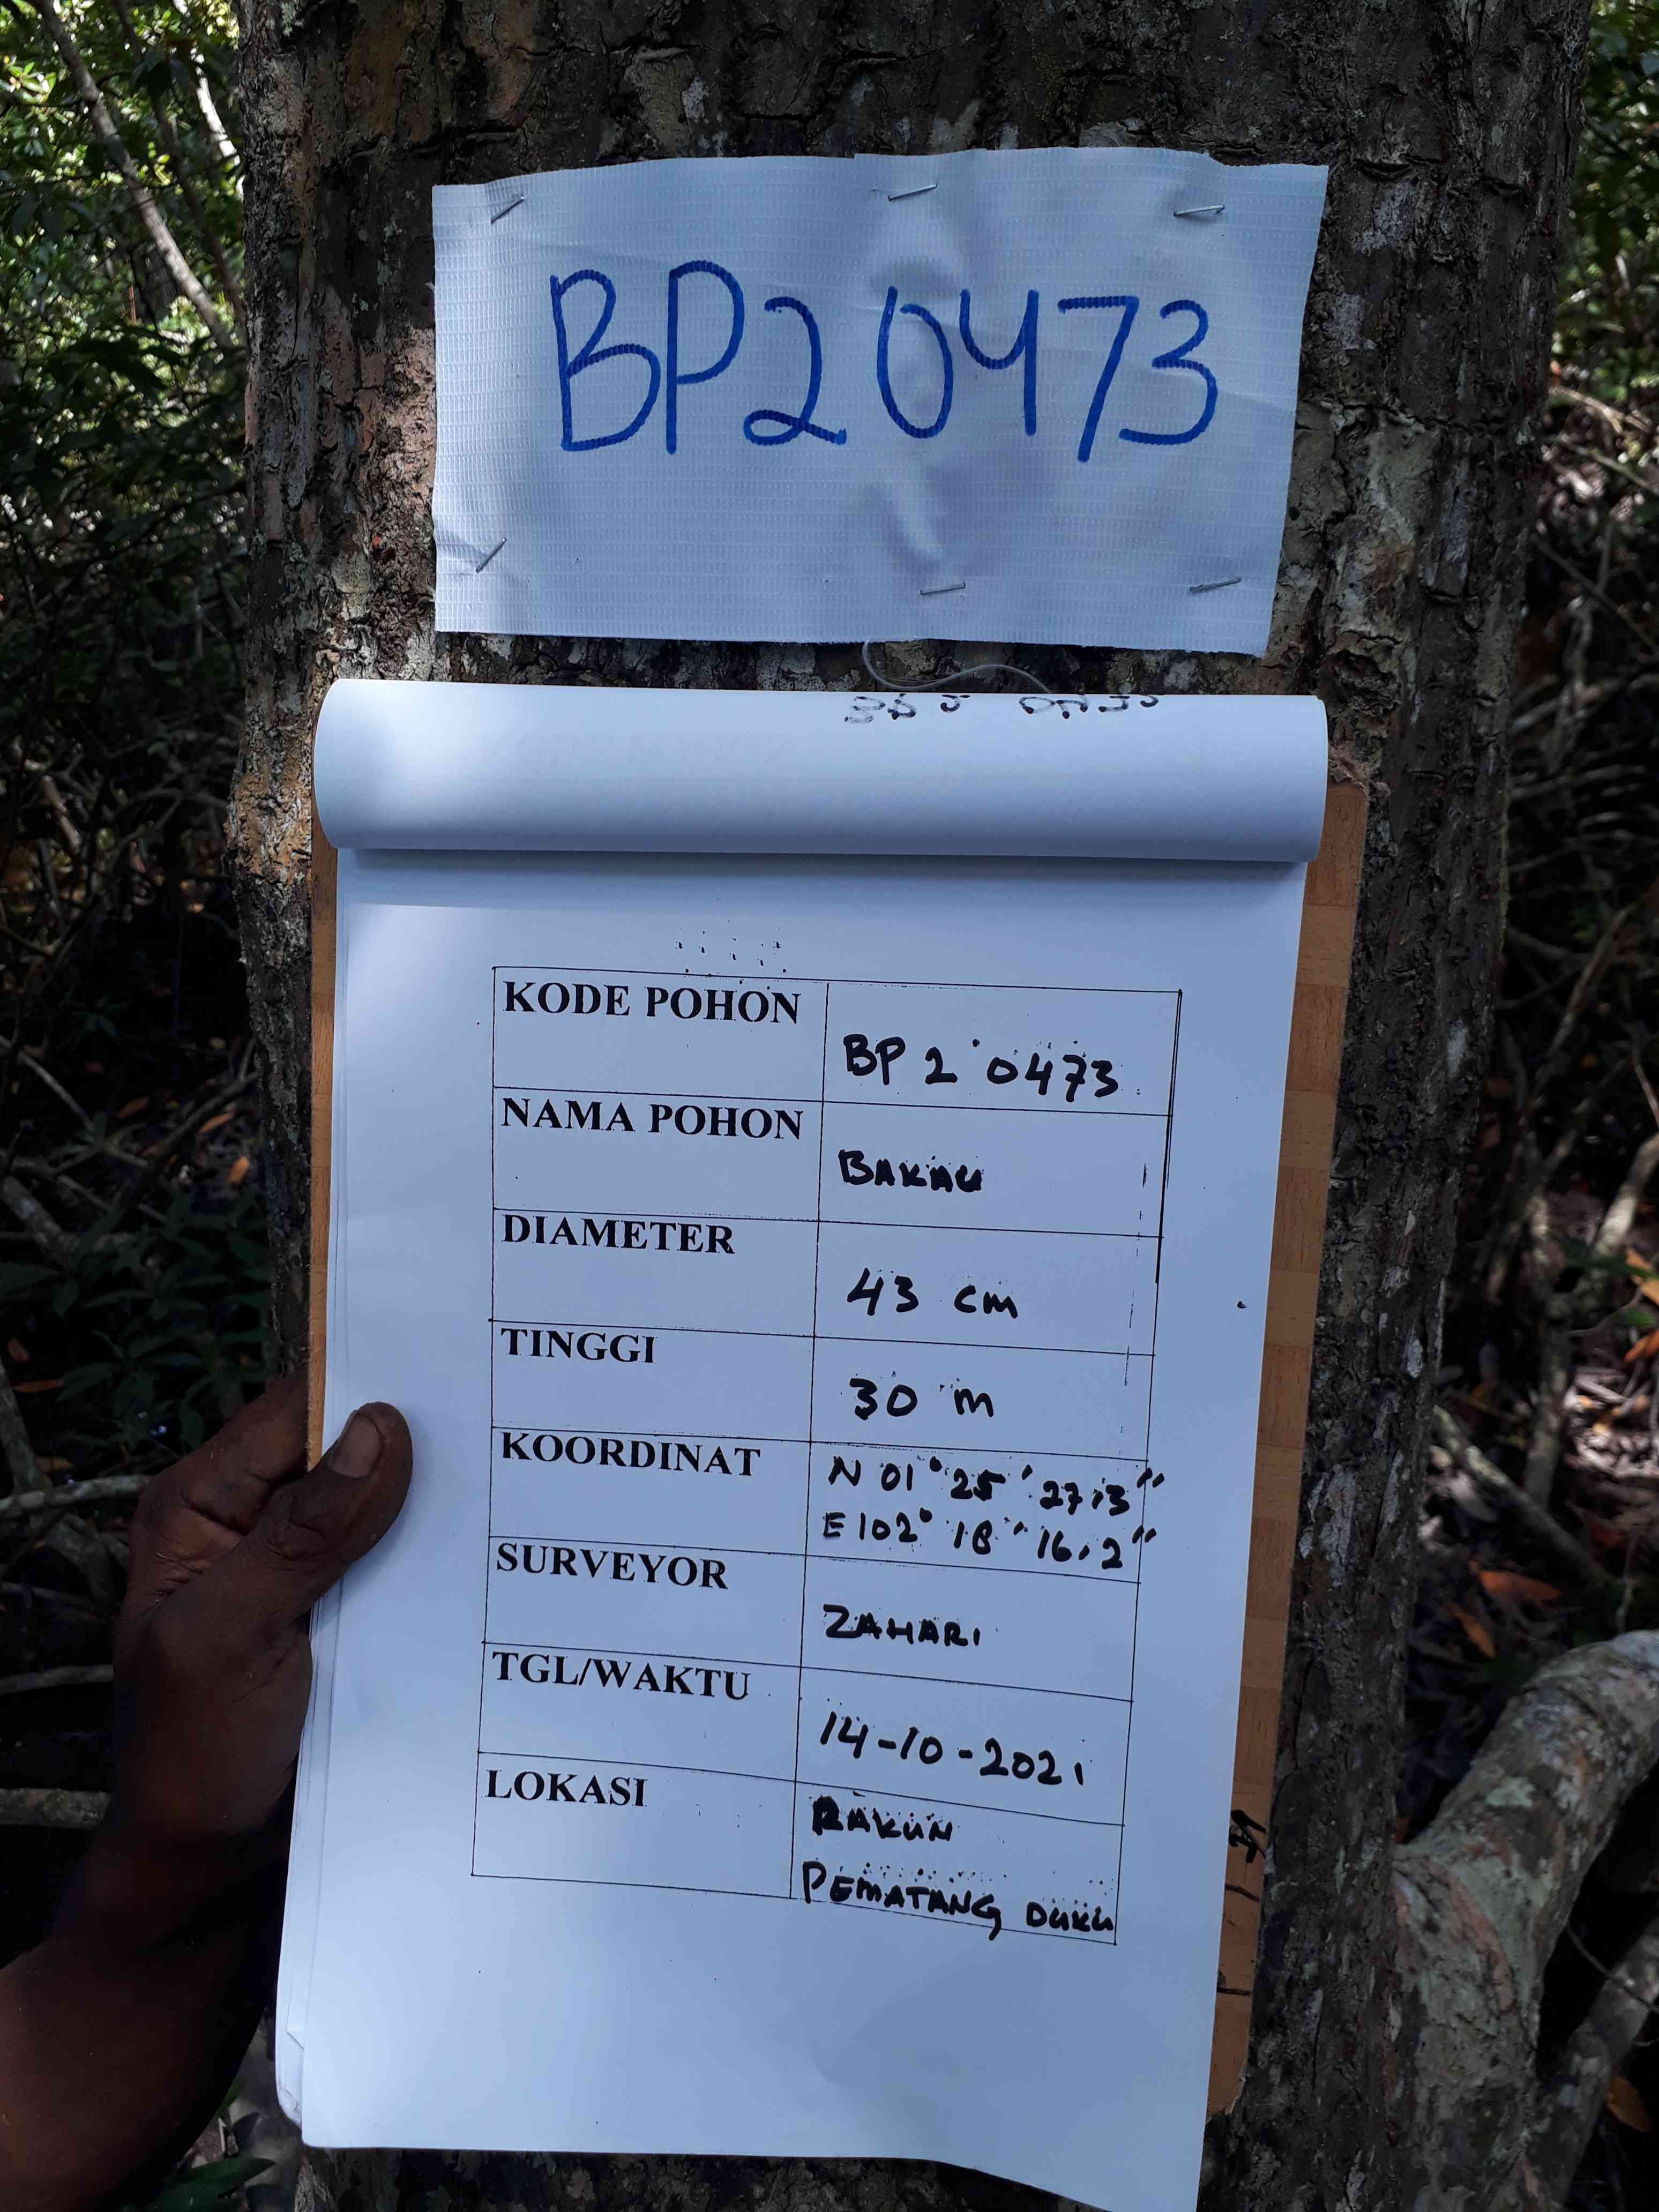 BP20473
KODE POHON
BP 2 0473
NAMA POHON
BAKAU
DIAMETER
43 cm
TINGGI
30 m
KOORDINAT
N 01° 25' 27,3"
E 102° 18' 16,2"
SURVEYOR
ZAHARI
TGL/WAKTU
14-10-2021
LOKASI
RAKUN
PEMATANG DUKU